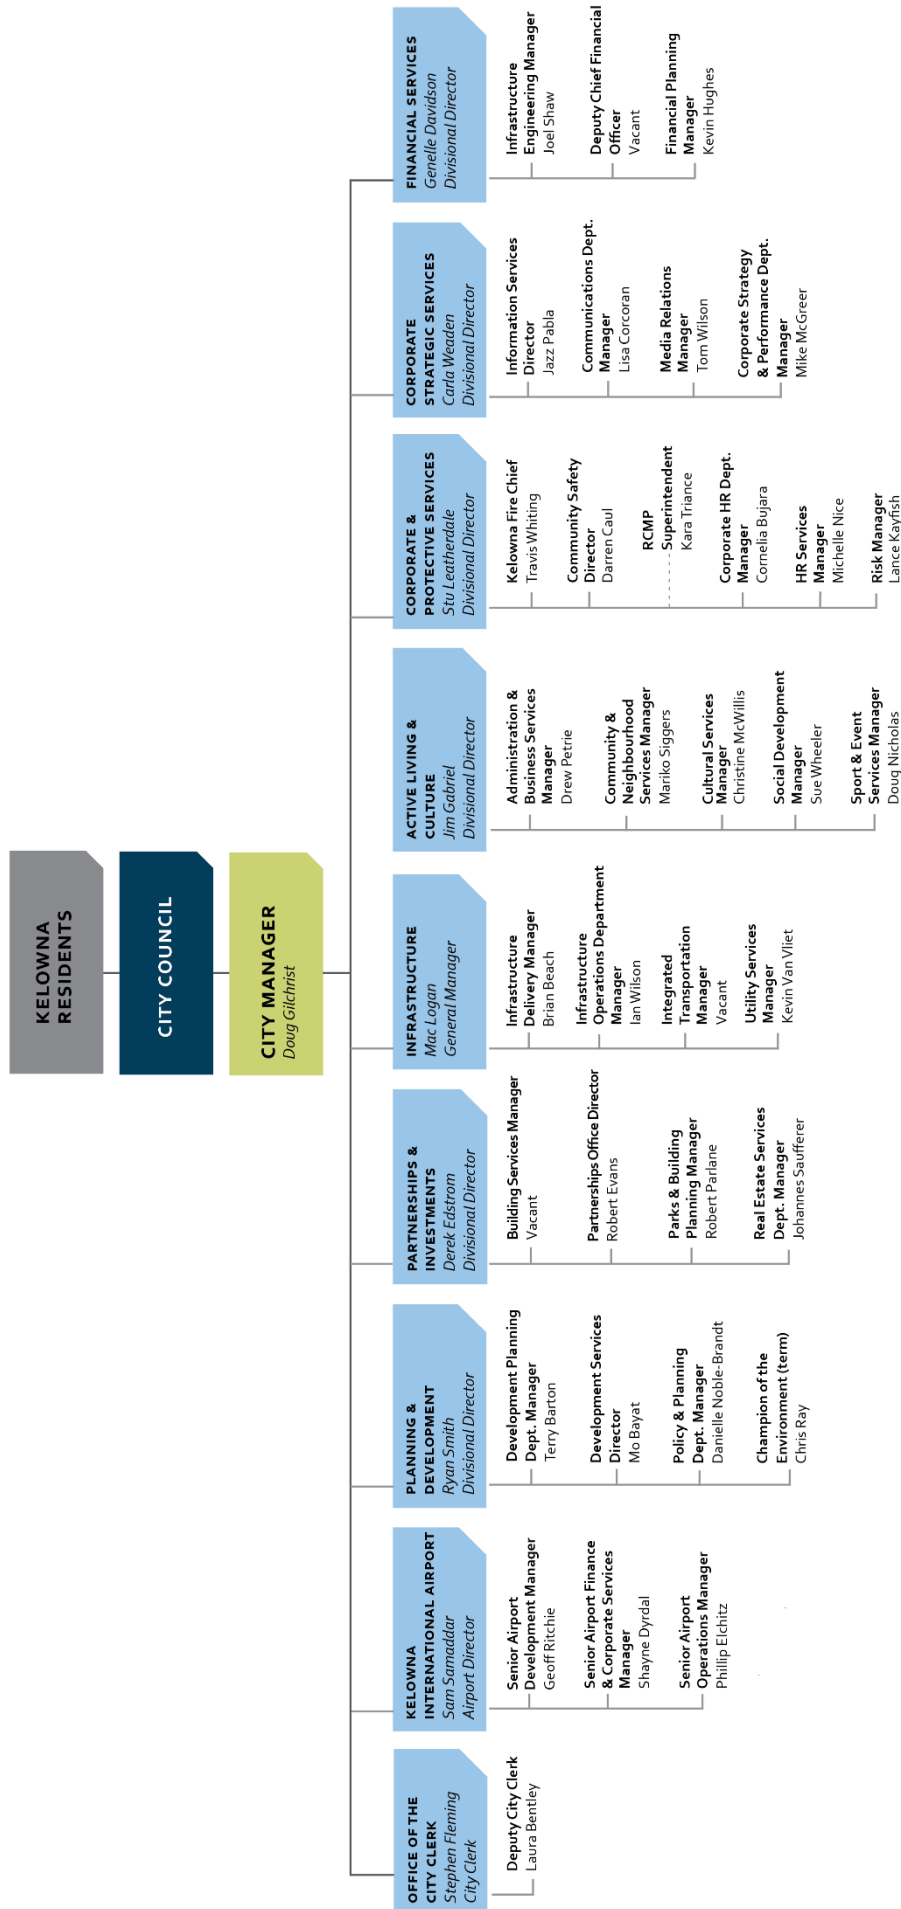 KELOWNA
RESIDENTS
CITY COUNCIL
CITY MANAGER
Doug Gilchrist
OFFICE OF THE
CITY CLERK
Stephen Fleming
City Clerk
Deputy City Clerk
Laura Bentley
KELOWNA
INTERNATIONAL AIRPORT
Sam Samaddar
Airport Director
Senior Airport
Development Manager
Geoff Ritchie
Senior Airport Finance
& Corporate Services
Manager
Shayne Dyrdal
Senior Airport
Operations Manager
Phillip Elchitz
PLANNING &
DEVELOPMENT
Ryan Smith
Divisional Director
Development Planning
Dept. Manager
Terry Barton
Development Services
Director
Mo Bayat
Policy & Planning
Dept. Manager
Danielle Noble-Brandt
Champion of the
Environment (term)
Chris Ray
PARTNERSHIPS &
INVESTMENTS
Derek Edstrom
Divisional Director
Building Services Manager
Vacant
Partnerships Office Director
Robert Evans
Parks & Building
Planning Manager
Robert Parlane
Real Estate Services
Dept. Manager
Johannes Saufferer
INFRASTRUCTURE
Mac Logan
General Manager
Infrastructure
Delivery Manager
Brian Beach
Infrastructure
Operations Department
Manager
Ian Wilson
Integrated
Transportation
Manager
Vacant
Utility Services
Manager
Kevin Van Vliet
ACTIVE LIVING &
CULTURE
Jim Gabriel
Divisional Director
Administration &
Business Services
Manager
Drew Petrie
Community &
Neighbourhood
Services Manager
Mariko Siggers
Cultural Services
Manager
Christine McWillis
Social Development
Manager
Sue Wheeler
Sport & Event
Services Manager
Doug Nicholas
CORPORATE &
PROTECTIVE SERVICES
Stu Leatherdale
Divisional Director
Kelowna Fire Chief
Travis Whiting
Community Safety
Director
Darren Caul
RCMP
Superintendent
Kara Triance
Corporate HR Dept.
Manager
Cornelia Bujara
HR Services
Manager
Michelle Nice
Risk Manager
Lance Kayfish
CORPORATE
STRATEGIC SERVICES
Carla Weaden
Divisional Director
Information Services
Director
Jazz Pabla
Communications Dept.
Manager
Lisa Corcoran
Media Relations
Manager
Tom Wilson
Corporate Strategy
& Performance Dept.
Manager
Mike McGreer
FINANCIAL SERVICES
Genelle Davidson
Divisional Director
Infrastructure
Engineering Manager
Joel Shaw
Deputy Chief Financial
Officer
Vacant
Financial Planning
Manager
Kevin Hughes